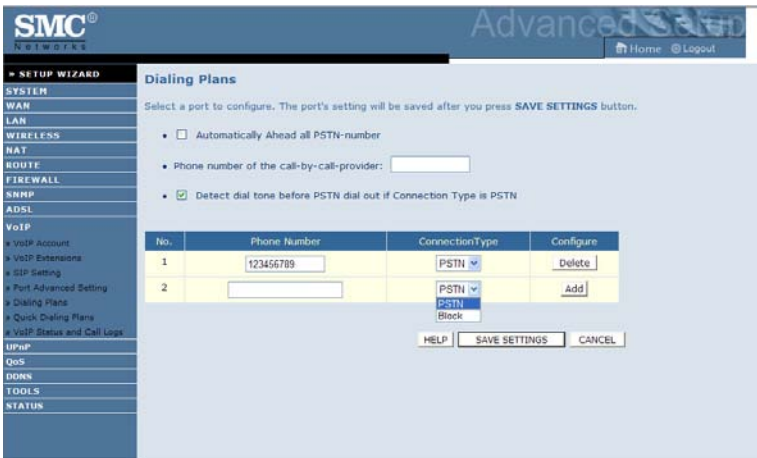 SMC®
Networks
Advanced Setup
Home Logout
» SETUP WIZARD
SYSTEM
WAN
LAN
WIRELESS
NAT
ROUTE
FIREWALL
SNMP
ADSL
VoIP
» VoIP Account
» VoIP Extensions
» SIP Setting
» Port Advanced Setting
» Dialing Plans
» Quick Dialing Plans
» VoIP Status and Call Logs
UPnP
QoS
DDNS
TOOLS
STATUS
Dialing Plans
Select a port to configure. The port's setting will be saved after you press SAVE SETTINGS button.
• Automatically Ahead all PSTN-number
• Phone number of the call-by-call-provider:
• Detect dial tone before PSTN dial out if Connection Type is PSTN
No. Phone Number ConnectionType Configure
1 123456789 PSTN Delete
2 PSTN Add
PSTN
Block
HELP SAVE SETTINGS CANCEL